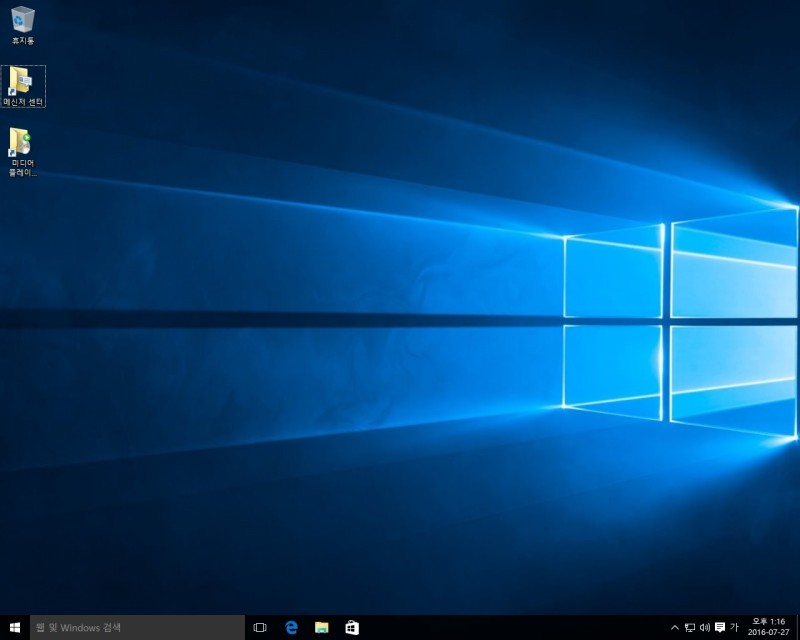 휴지통
메신저 센터
미디어
플레이...
웹 및 Windows 검색
가
오후 1:16
2016-07-27